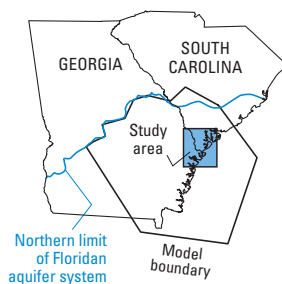 GEORGIA
SOUTH
CAROLINA
Study
area
Northern limit
of Floridan
aquifer system
Model
boundary